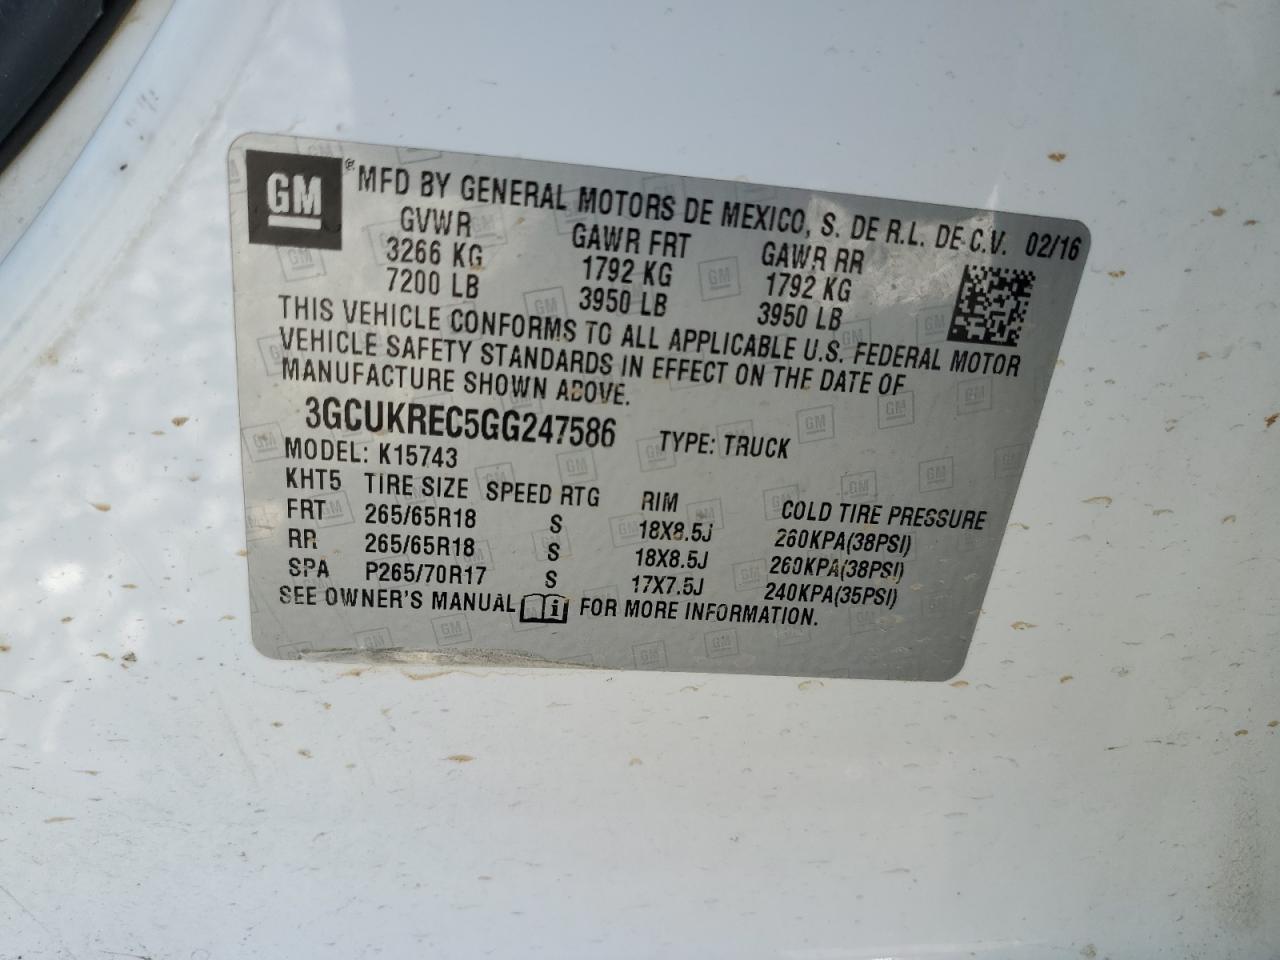 GM ® MFD BY GENERAL MOTORS DE MEXICO, S. DE R.L. DE C.V. 02/16
GVWR GAWR FRT GAWR RR
3266 KG 1792 KG 1792 KG
7200 LB 3950 LB 3950 LB
THIS VEHICLE CONFORMS TO ALL APPLICABLE U.S. FEDERAL MOTOR
VEHICLE SAFETY STANDARDS IN EFFECT ON THE DATE OF
MANUFACTURE SHOWN ABOVE.
3GCUKREC5GG247586 TYPE: TRUCK
MODEL: K15743
KHT5 TIRE SIZE SPEED RTG RIM COLD TIRE PRESSURE
FRT 265/65R18 S 18X8.5J 260KPA(38PSI)
RR 265/65R18 S 18X8.5J 260KPA(38PSI)
SPA P265/70R17 S 17X7.5J 240KPA(35PSI)
SEE OWNER'S MANUAL i FOR MORE INFORMATION.